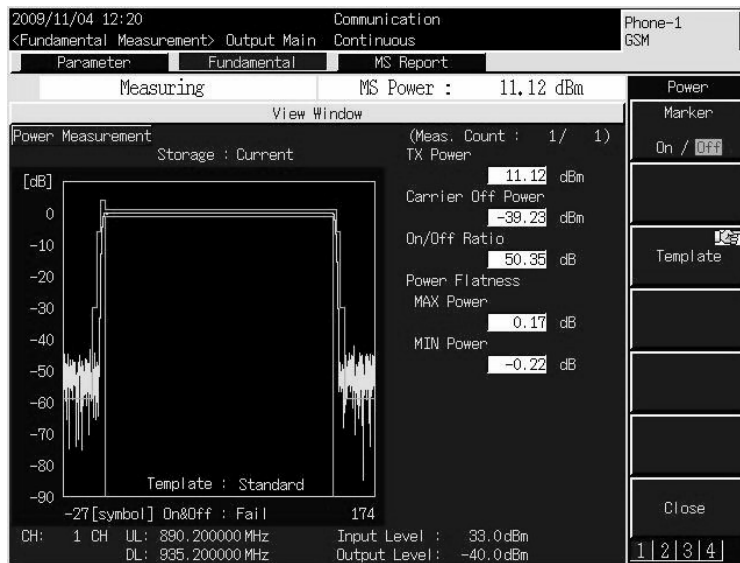 2009/11/04 12:20 Communication Phone-1
<Fundamental Measurement> Output Main Continuous GSM
Parameter Fundamental MS Report
Measuring MS Power : 11.12 dBm Power
View Window
Marker
On / Off
Template
Close
1 2 3 4
Power Measurement (Meas. Count : 1/ 1)
Storage : Current
TX Power
11.12 dBm
Carrier Off Power
-39.23 dBm
On/Off Ratio
50.35 dB
Power Flatness
MAX Power
0.17 dB
MIN Power
-0.22 dB
[dB]
0
-10
-20
-30
-40
-50
-60
-70
-80
-90
Template : Standard
-27[symbol] On&Off : Fail 174
CH: 1 CH UL: 890.200000MHz Input Level : 33.0dBm
DL: 935.200000MHz Output Level: -40.0dBm